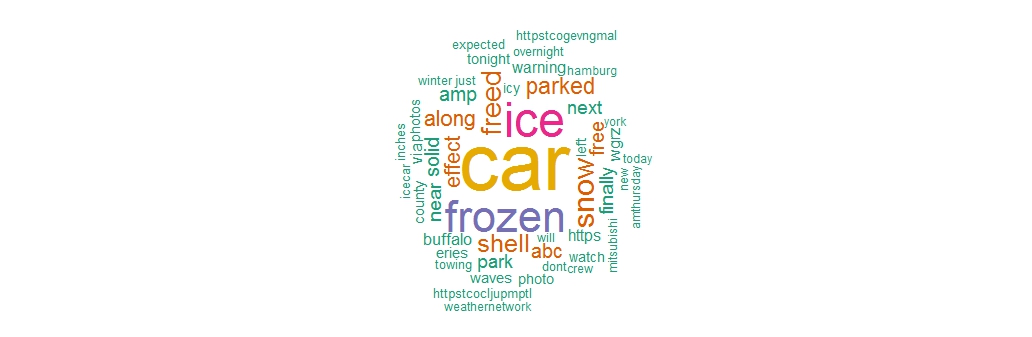 httpstcogevngmal
expected
overnight
tonight
warning
hamburg
winter
just
icy
parked
amp
freed
next
photos
along
ice
york
via
inches
effect
car
left
free
wgrz
today
icecar
county
near
solid
snow
finally
new
amthursday
frozen
mitsubishi
buffalo
shell
will
https
eries
abc
towing
park
dont
crew
watch
waves
photo
httpstcocljupmptl
weathernetwork